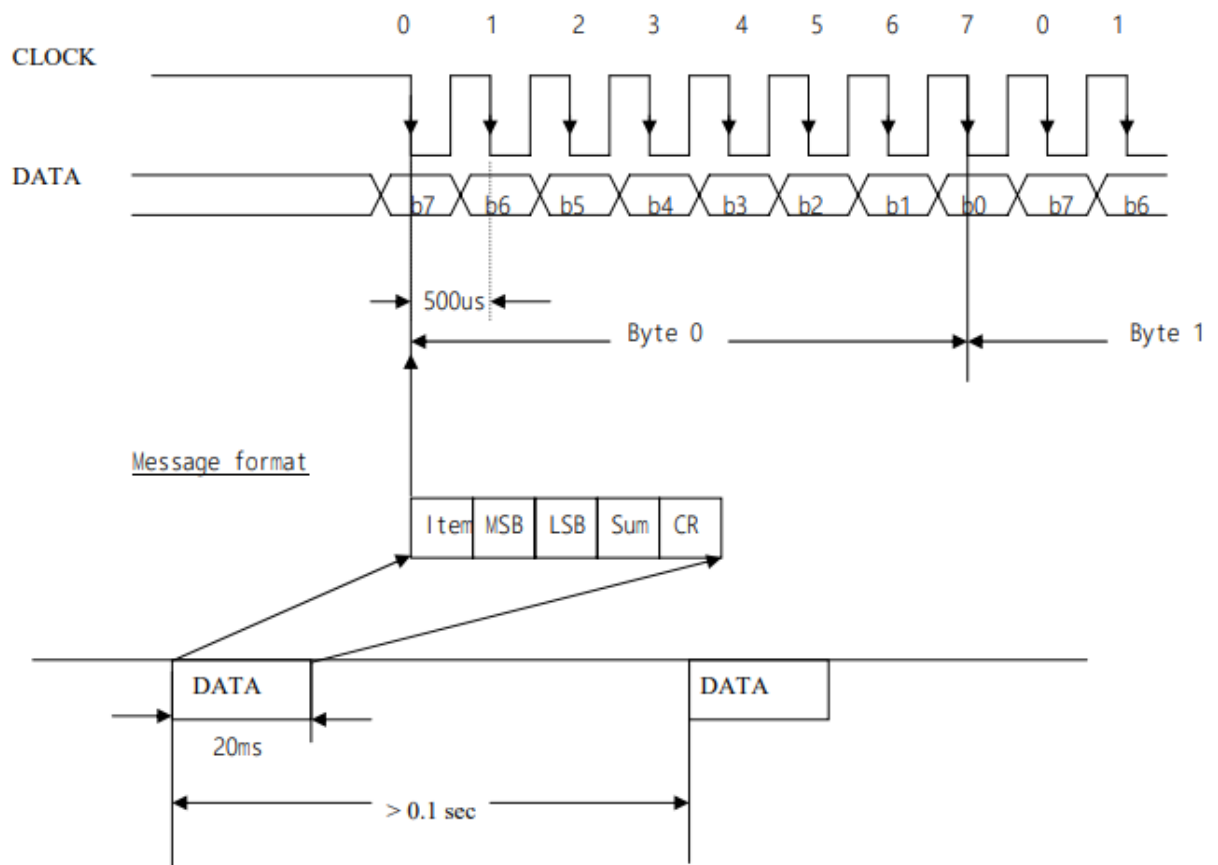 0 1 2 3 4 5 6 7 0 1
CLOCK
DATA
b7 b6 b5 b4 b3 b2 b1 b0 b7 b6
500us
Byte 0 Byte 1
Message format
Item MSB LSB Sum CR
DATA DATA
20ms
> 0.1 sec